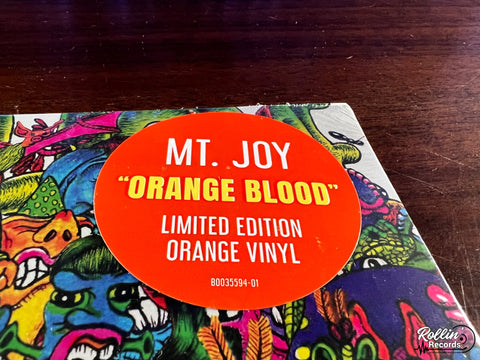 MT. JOY
"ORANGE BLOOD"
LIMITED EDITION
ORANGE VINYL
B0035594-01
Rollin
Records